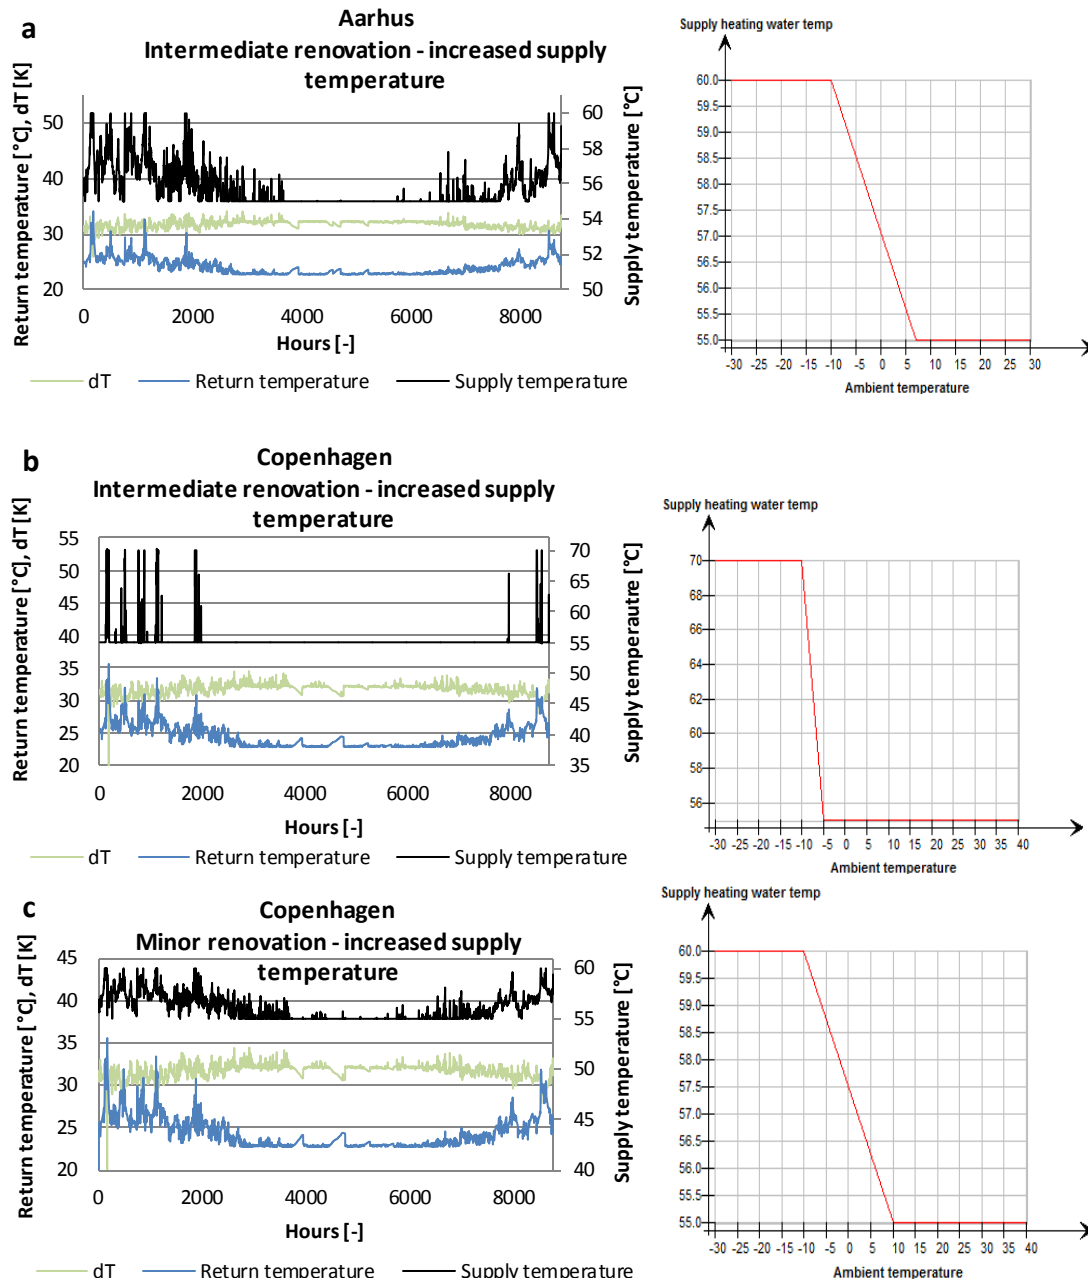 a
Aarhus
Intermediate renovation - increased supply
temperature
Return temperature [°C], dT [K]
50
40
30
20
60
58
56
54
52
50
Supply temperature [°C]
0 2000 4000 6000 8000
Hours [-]
dT Return temperature Supply temperature
Supply heating water temp
60.0
59.5
59.0
58.5
58.0
57.5
57.0
56.5
56.0
55.5
55.0
-30 -25 -20 -15 -10 -5 0 5 10 15 20 25 30
Ambient temperature
b
Copenhagen
Intermediate renovation - increased supply
temperature
Return temperature [°C], dT [K]
55
50
45
40
35
30
25
20
70
65
60
55
50
45
40
35
Supply temperautre [°C]
0 2000 4000 6000 8000
Hours [-]
dT Return temperature Supply temperature
Supply heating water temp
70
68
66
64
62
60
58
56
-30 -25 -20 -15 -10 -5 0 5 10 15 20 25 30 35 40
Ambient temperature
c
Copenhagen
Minor renovation - increased supply
temperature
Return temperature [°C], dT [K]
45
40
35
30
25
20
60
55
50
45
40
Supply temperature [°C]
0 2000 4000 6000 8000
Hours [-]
dT Return temperature Supply temperature
Supply heating water temp
60.0
59.5
59.0
58.5
58.0
57.5
57.0
56.5
56.0
55.5
55.0
-30 -25 -20 -15 -10 -5 0 5 10 15 20 25 30 35 40
Ambient temperature